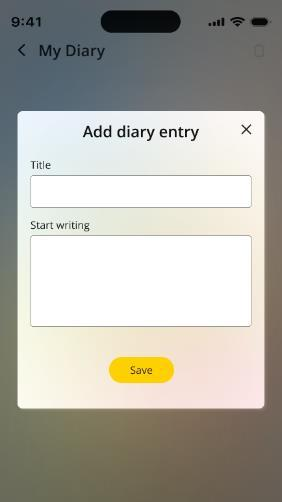 9:41
My Diary
Add diary entry
Title
Start writing
Save